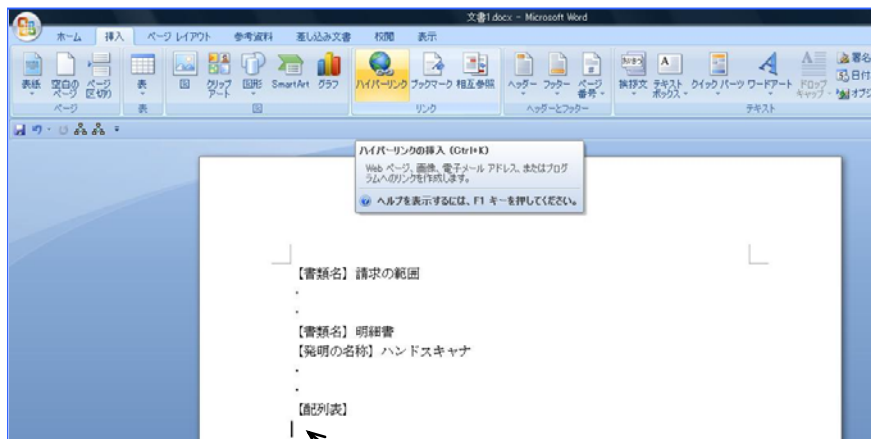 文書1.docx - Microsoft Word
ホーム 挿入 ページ レイアウト 参考資料 差し込み文書 校閲 表示
表紙 空白のページ ページ区切り 表 図 クリップアート 図形 SmartArt グラフ ハイパーリンク ブックマーク 相互参照 ヘッダー フッター ページ番号 挨拶文 テキストボックス クイック パーツ ワードアート ドロップキャップ 署名 日付 オブジ
ページ 表 図 リンク ヘッダーとフッター テキスト
ハイパーリンクの挿入 (Ctrl+K)
Web ページ、画像、電子メール アドレス、またはプログ
ラムへのリンクを作成します。
ヘルプを表示するには、F1 キーを押してください。
【書類名】請求の範囲
・
・
【書類名】明細書
【発明の名称】ハンドスキャナ
・
・
【配列表】